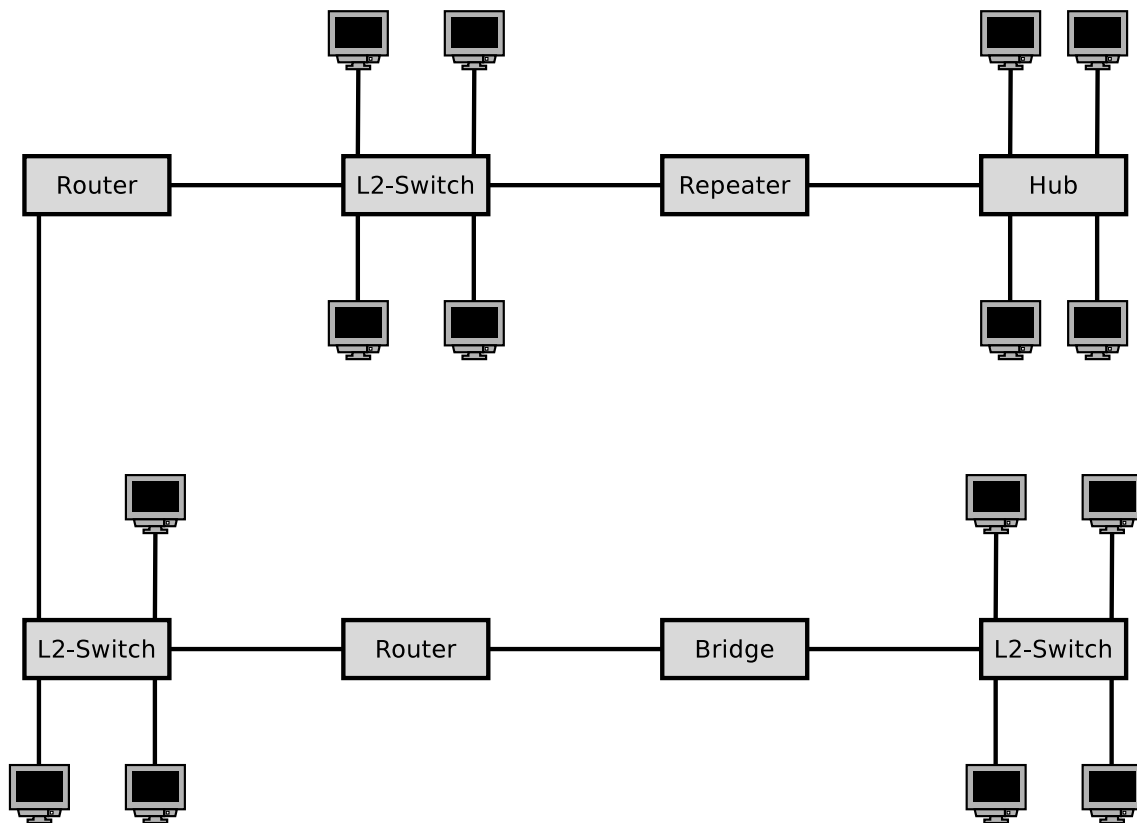 Router
L2-Switch
Repeater
Hub
L2-Switch
Router
Bridge
L2-Switch